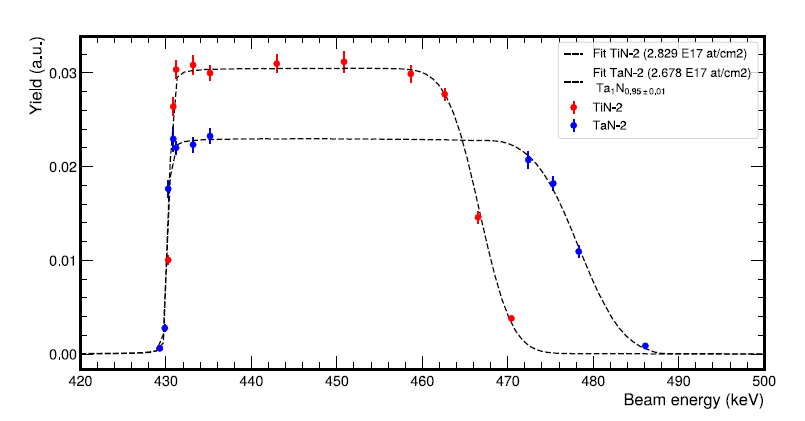 Yield (a.u.)
0.03
0.02
0.01
0.00
420 430 440 450 460 470 480 490 500
Beam energy (keV)
Fit TiN-2 (2.829 E17 at/cm2)
Fit TaN-2 (2.678 E17 at/cm2)
Ta1N0.95±0.01
TiN-2
TaN-2